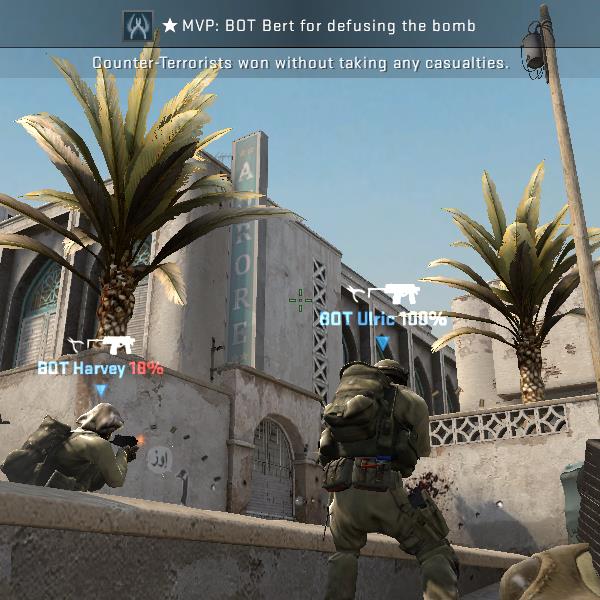 ★ MVP: BOT Bert for defusing the bomb
Counter-Terrorists won without taking any casualties.
AURORE
BOT Ulric 100%
BOT Harvey 18%